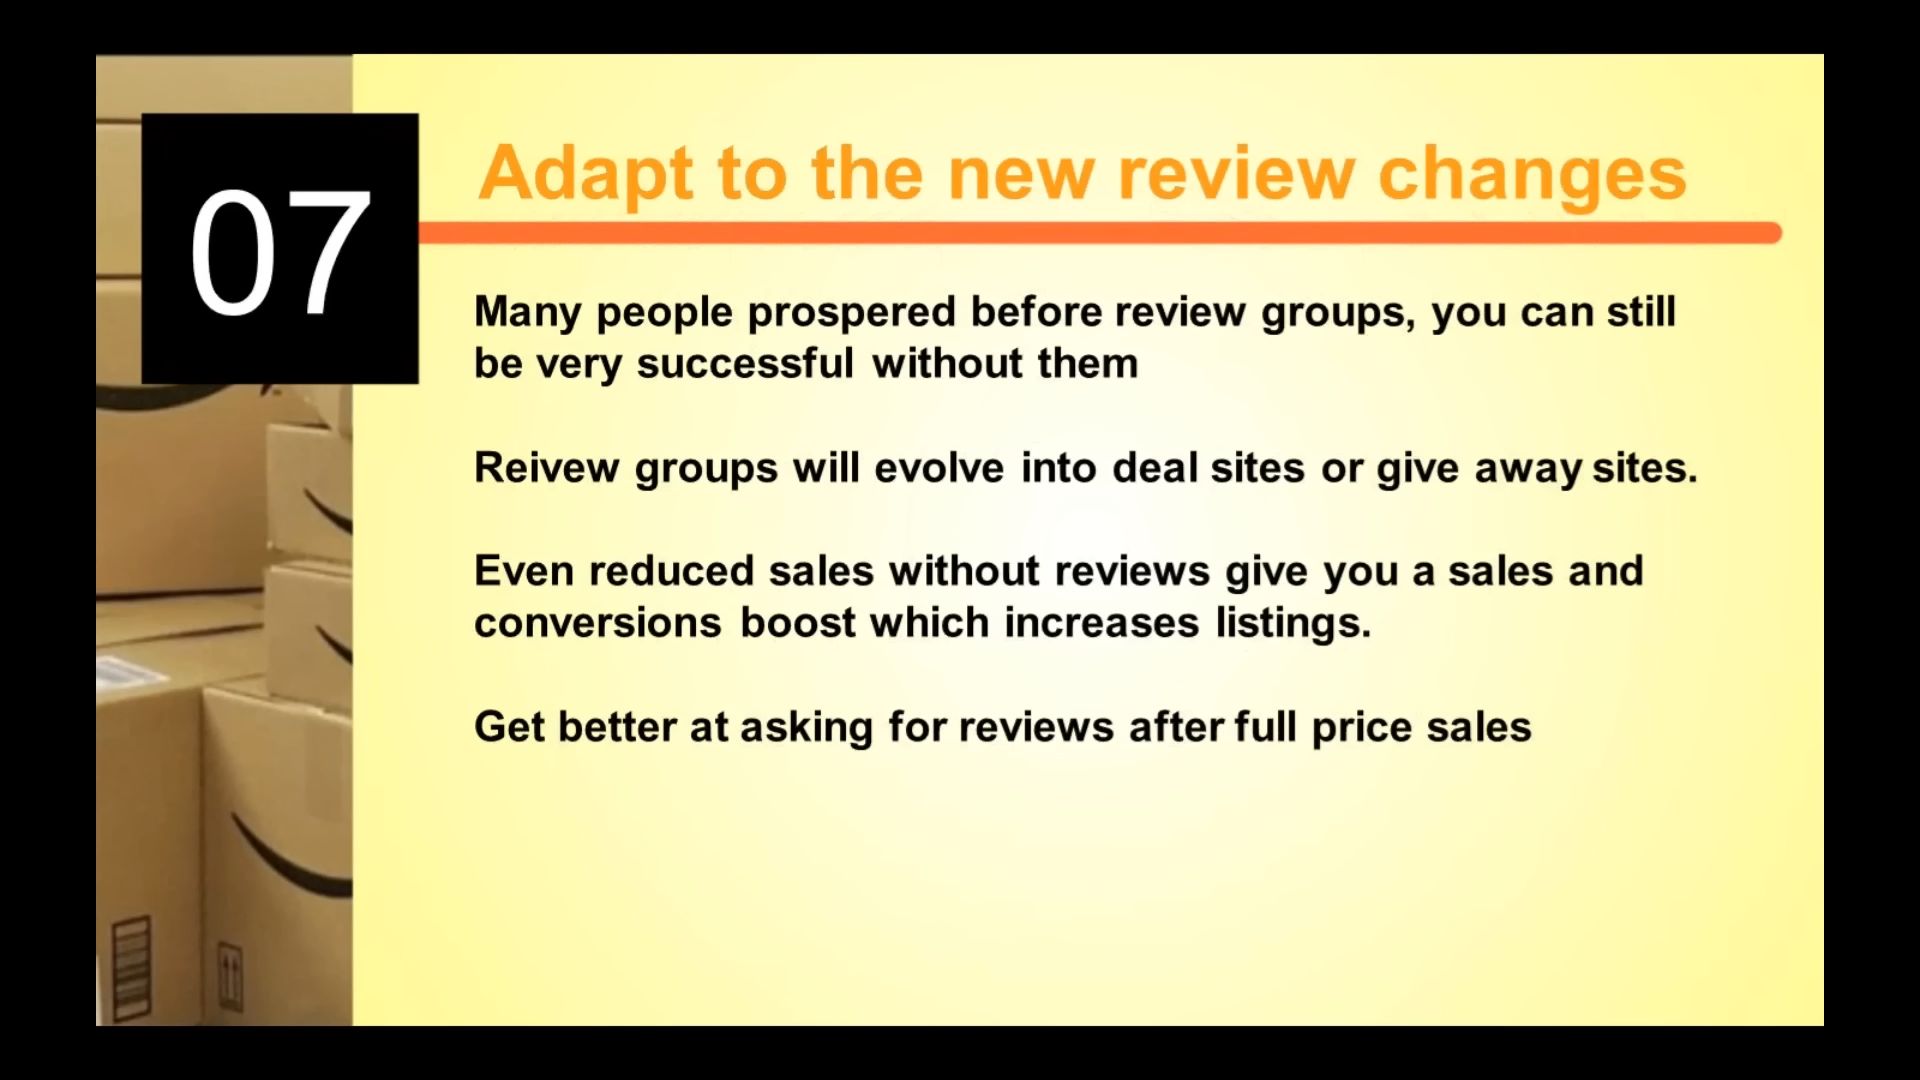 07
Adapt to the new review changes
Many people prospered before review groups, you can still
be very successful without them
Reivew groups will evolve into deal sites or give away sites.
Even reduced sales without reviews give you a sales and
conversions boost which increases listings.
Get better at asking for reviews after full price sales